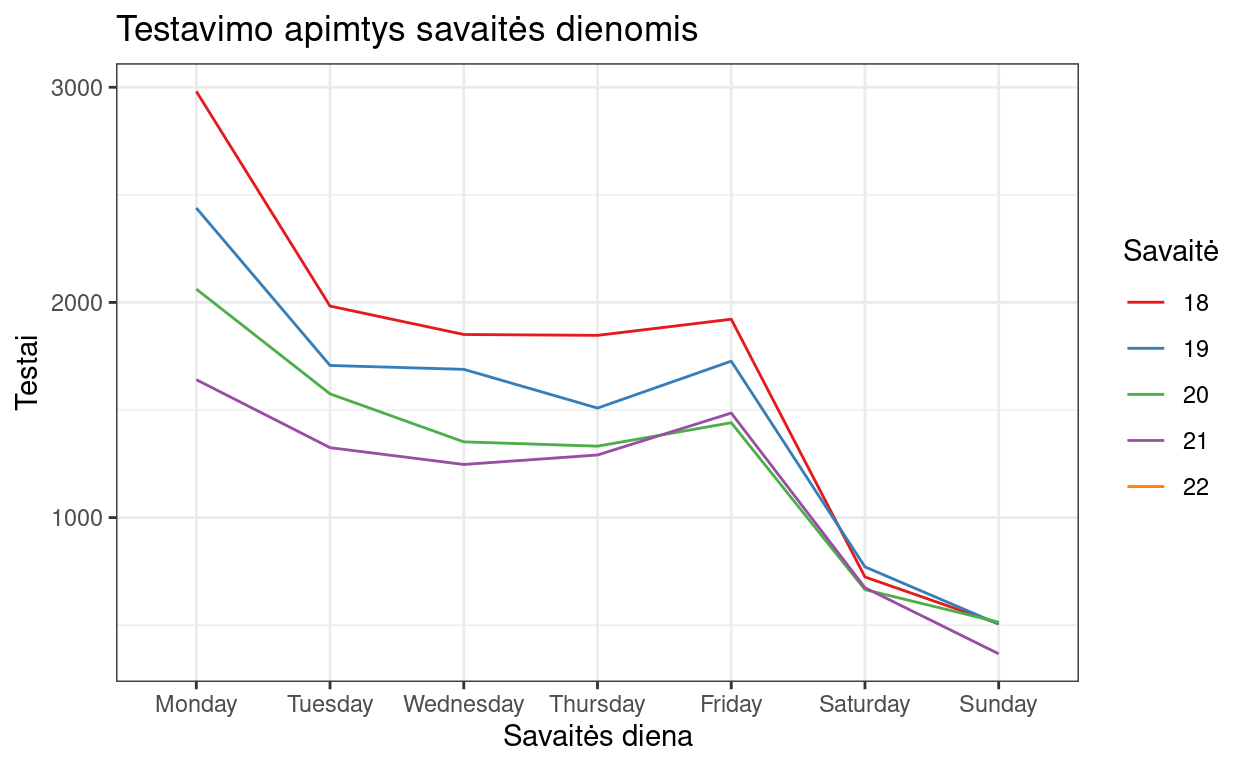 Testavimo apimtys savaitės dienomis
3000
2000
1000
Testai
Monday Tuesday Wednesday Thursday Friday Saturday Sunday
Savaitės diena
Savaitė
18
19
20
21
22